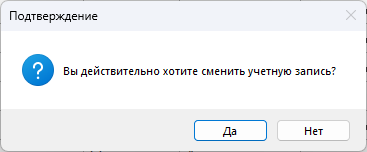 Подтверждение
Вы действительно хотите сменить учетную запись?
Да
Нет